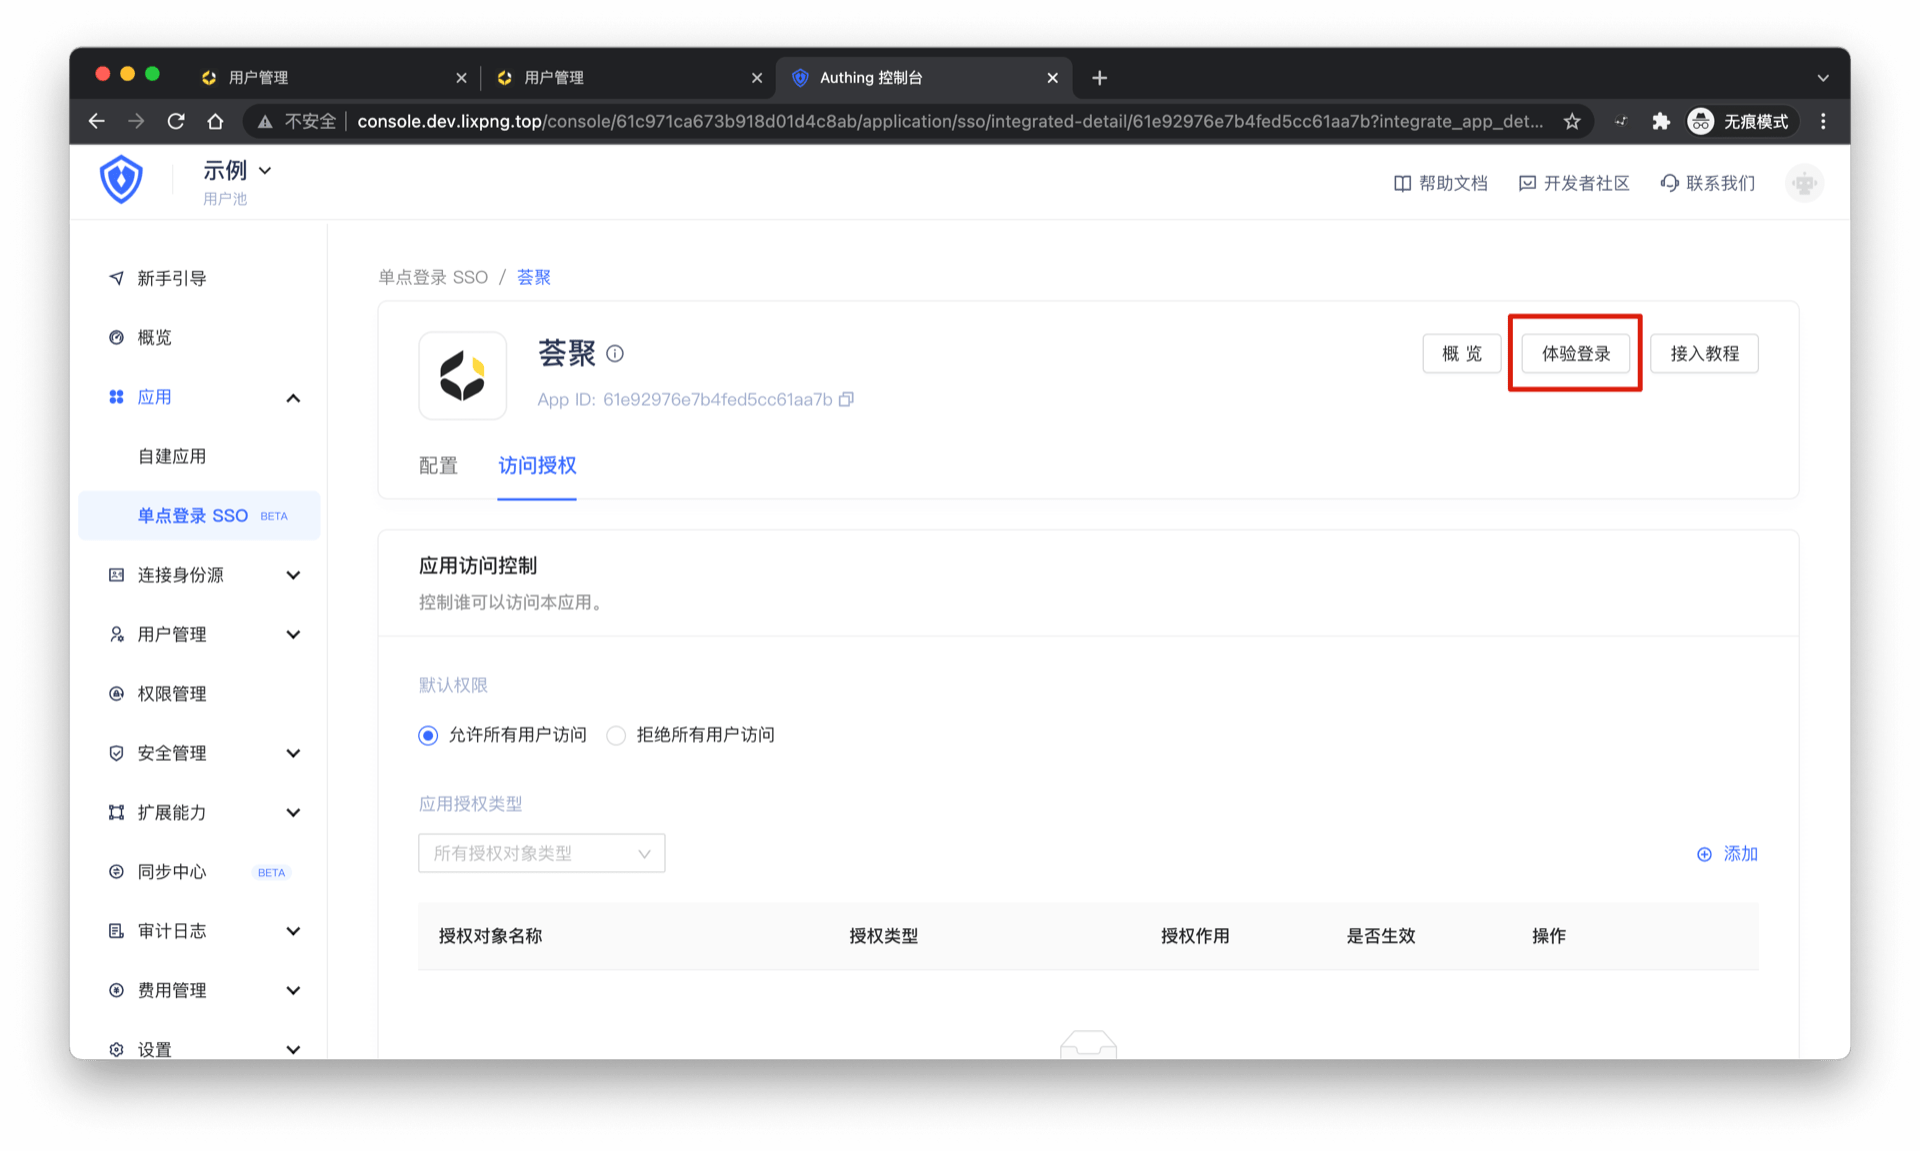 用户管理
用户管理
Authing 控制台
不安全
console.dev.lixpng.top/console/61c971ca673b918d01d4c8ab/application/sso/integrated-detail/61e92976e7b4fed5cc61aa7b?integrate_app_det...
无痕模式
示例
用户池
帮助文档
开发者社区
联系我们
新手引导
概览
应用
自建应用
单点登录 SSO BETA
连接身份源
用户管理
权限管理
安全管理
扩展能力
同步中心 BETA
审计日志
费用管理
设置
单点登录 SSO / 荟聚
荟聚
App ID: 61e92976e7b4fed5cc61aa7b
概 览
体验登录
接入教程
配置
访问授权
应用访问控制
控制谁可以访问本应用。
默认权限
允许所有用户访问
拒绝所有用户访问
应用授权类型
所有授权对象类型
添加
授权对象名称
授权类型
授权作用
是否生效
操作